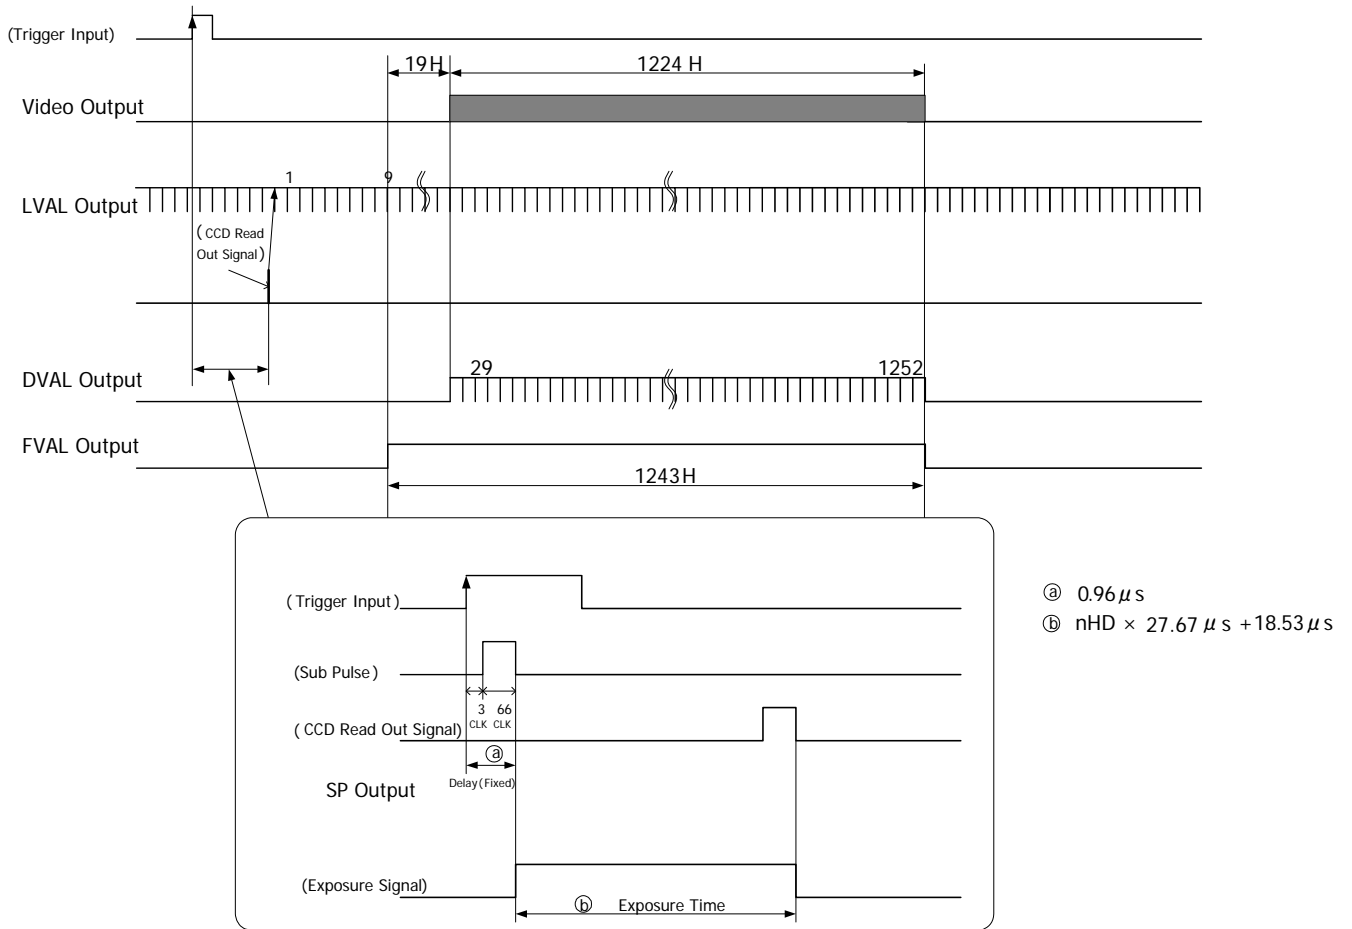 (Trigger Input)
19H
1224 H
Video Output
1
9
LVAL Output
(CCD Read
Out Signal)
DVAL Output
29
1252
FVAL Output
1243H
(Trigger Input)
ⓐ 0.96μs
ⓑ nHD × 27.67 μs +18.53μs
(Sub Pulse)
3 66
CLK CLK
(CCD Read Out Signal)
ⓐ
Delay(Fixed)
SP Output
(Exposure Signal)
ⓑ Exposure Time